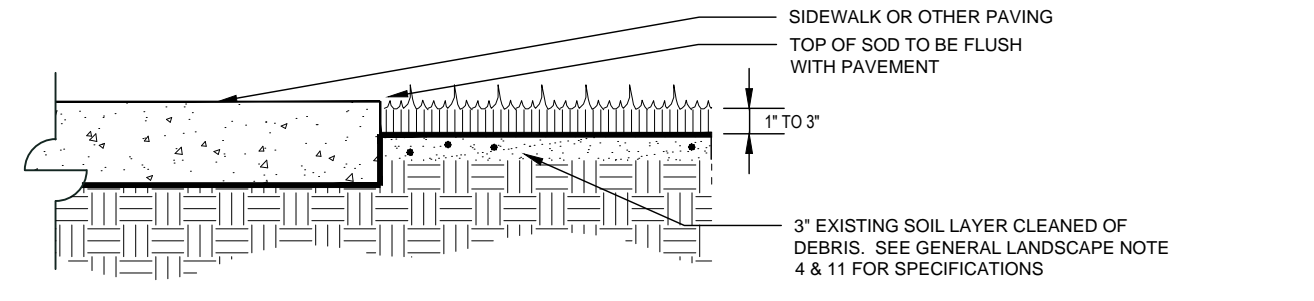 SIDEWALK OR OTHER PAVING
TOP OF SOD TO BE FLUSH
WITH PAVEMENT
1" TO 3"
3" EXISTING SOIL LAYER CLEANED OF
DEBRIS. SEE GENERAL LANDSCAPE NOTE
4 & 11 FOR SPECIFICATIONS